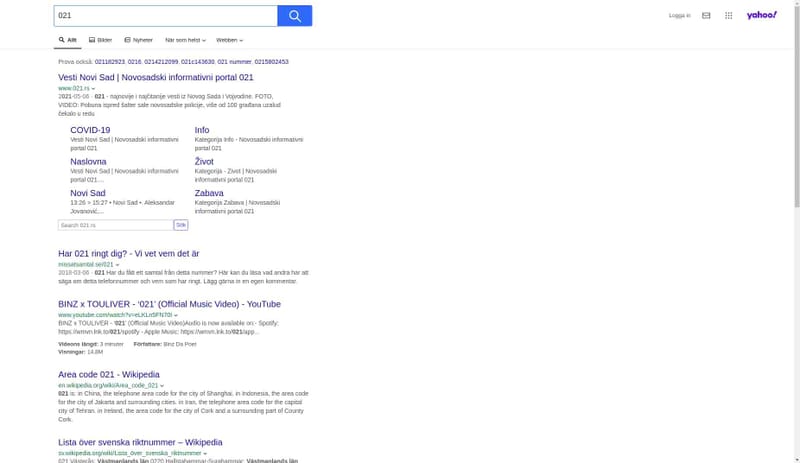 021
Logga in
yahoo!
Allt Bilder Nyheter När som helst Webben
Prova också: 021182923, 0216, 0214212099, 021c143630, 021 nummer, 0215802453
Vesti Novi Sad | Novosadski informativni portal 021
www.021.rs
2021-05-06 - 021 - najnovije i najčitanije vesti iz Novog Sada i Vojvodine. FOTO,
VIDEO: Pobuna ispred šalter sale novosadske policije, više od 100 građana uzalud
čekalo u redu
COVID-19
Vesti Novi Sad | Novosadski informativni
portal 021
Info
Kategorija Info - Novosadski informativni
portal 021
Naslovna
Vesti Novi Sad | Novosadski informativni
portal 021....
Život
Kategorija - Zivot | Novosadski
informativni portal 021
Novi Sad
13:26 > 15:27 • Novi Sad •. Aleksandar
Jovanović,...
Zabava
Kategorija Zabava | Novosadski
informativni portal 021
Search 021.rs Sök
Har 021 ringt dig? - Vi vet vem det är
missatsamtal.se/021
2018-03-06 - 021 Har du fått ett samtal från detta nummer? Här kan du läsa vad andra har att
säga om detta telefonnummer och vem som har ringt. Lägg gärna in en egen kommentar.
BINZ x TOULIVER - ‘021’ (Official Music Video) - YouTube
www.youtube.com/watch?v=eLKLn5FN70I
BINZ x TOULIVER - ‘021’ (Official Music Video)Audio is now available on:- Spotify:
https://wmvn.lnk.to/021/spotify - Apple Music: https://wmvn.lnk.to/021/app...
Videons längd: 3 minuter Författare: Binz Da Poet
Visningar: 14.8M
Area code 021 - Wikipedia
en.wikipedia.org/wiki/Area_code_021
021 is: in China, the telephone area code for the city of Shanghai. in Indonesia, the area code
for the city of Jakarta and surrounding cities. in Iran, the telephone area code for the capital
city of Tehran. in Ireland, the area code for the city of Cork and a surrounding part of County
Cork.
Lista över svenska riktnummer – Wikipedia
sv.wikipedia.org/wiki/Lista_över_svenska_riktnummer
021 Västerås: Västmanlands län 0220 Hallstahammar-Surahammar: Västmanlands län